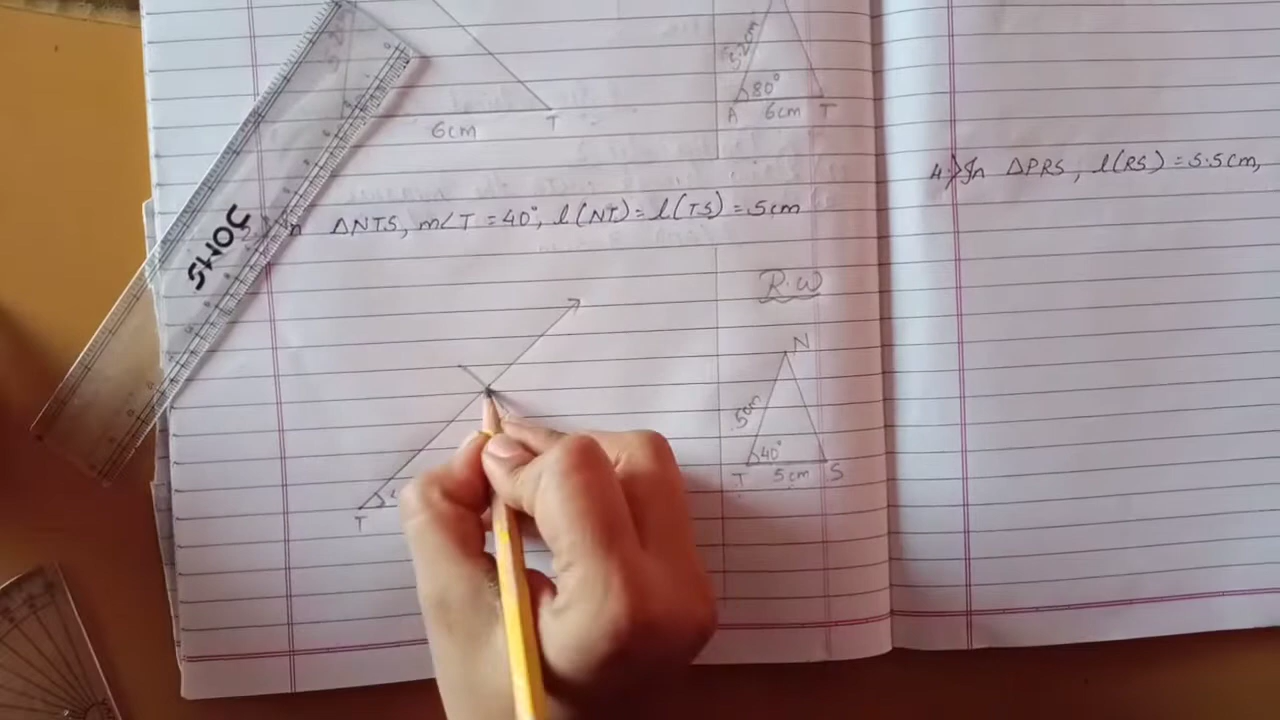 5.2cm
80°
6cm T
A 6cm T
4.) In ΔPRS, l(RS) = 5.5cm,
SONS
In ΔNTS, m∠T = 40°, l(NT) = l(TS) = 5cm
R.W
N
5cm
40°
T 5cm S
T